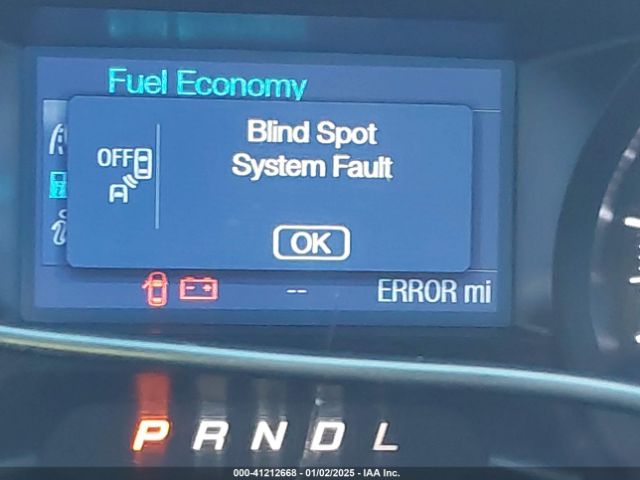 Fuel Economy
Blind Spot
OFF
System Fault
OK
-- ERROR mi
P R N D L
000-41212668 - 01/02/2025 - IAA Inc.